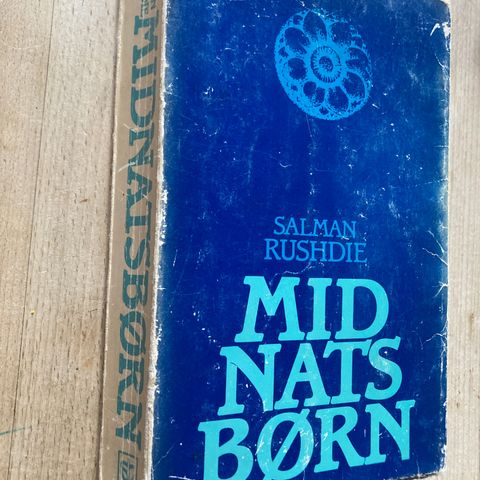 SALMAN
RUSHDIE
MID
NATS
BØRN
MIDNATSBØRN